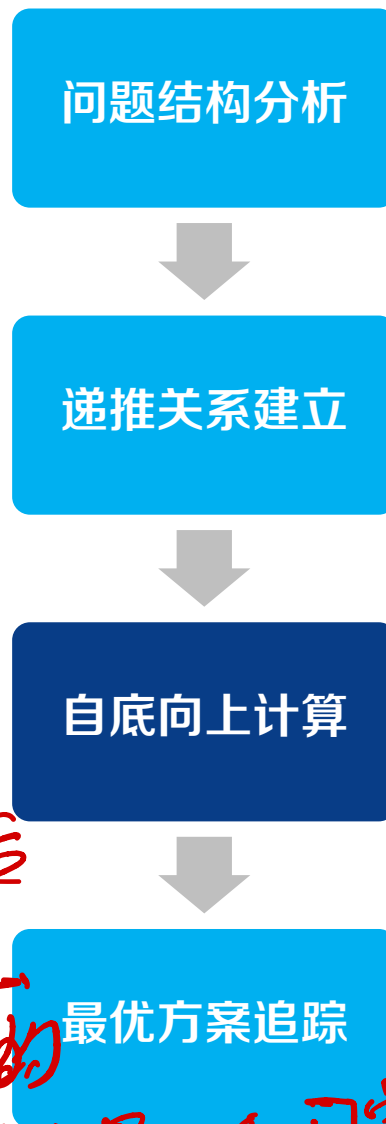 问题结构分析
递推关系建立
自底向上计算
最优方案追踪
的